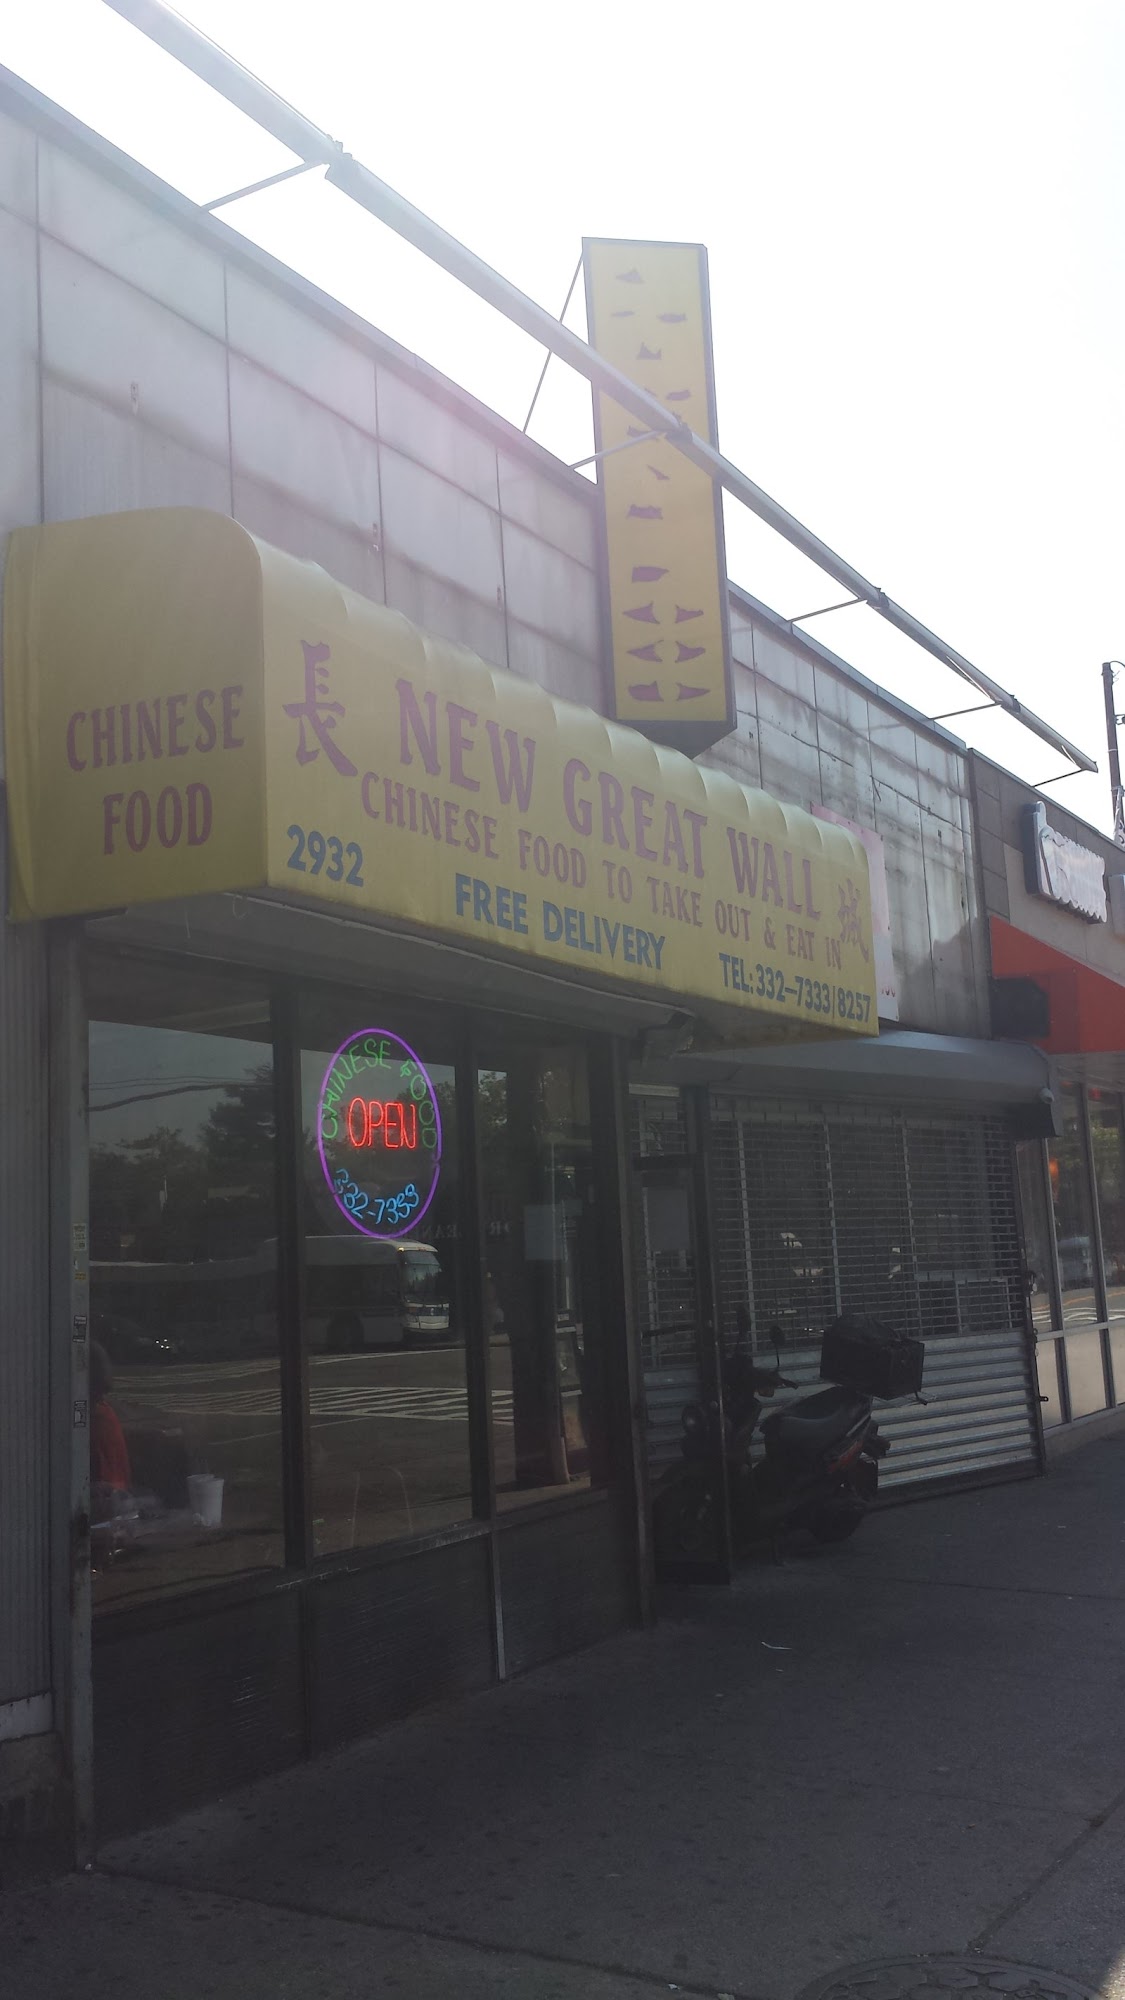 CHINESE
FOOD
長 NEW GREAT WALL 城
CHINESE FOOD TO TAKE OUT & EAT IN
2932 FREE DELIVERY TEL: 332-7333/8257
CHINESE FOOD
OPEN
332-7333